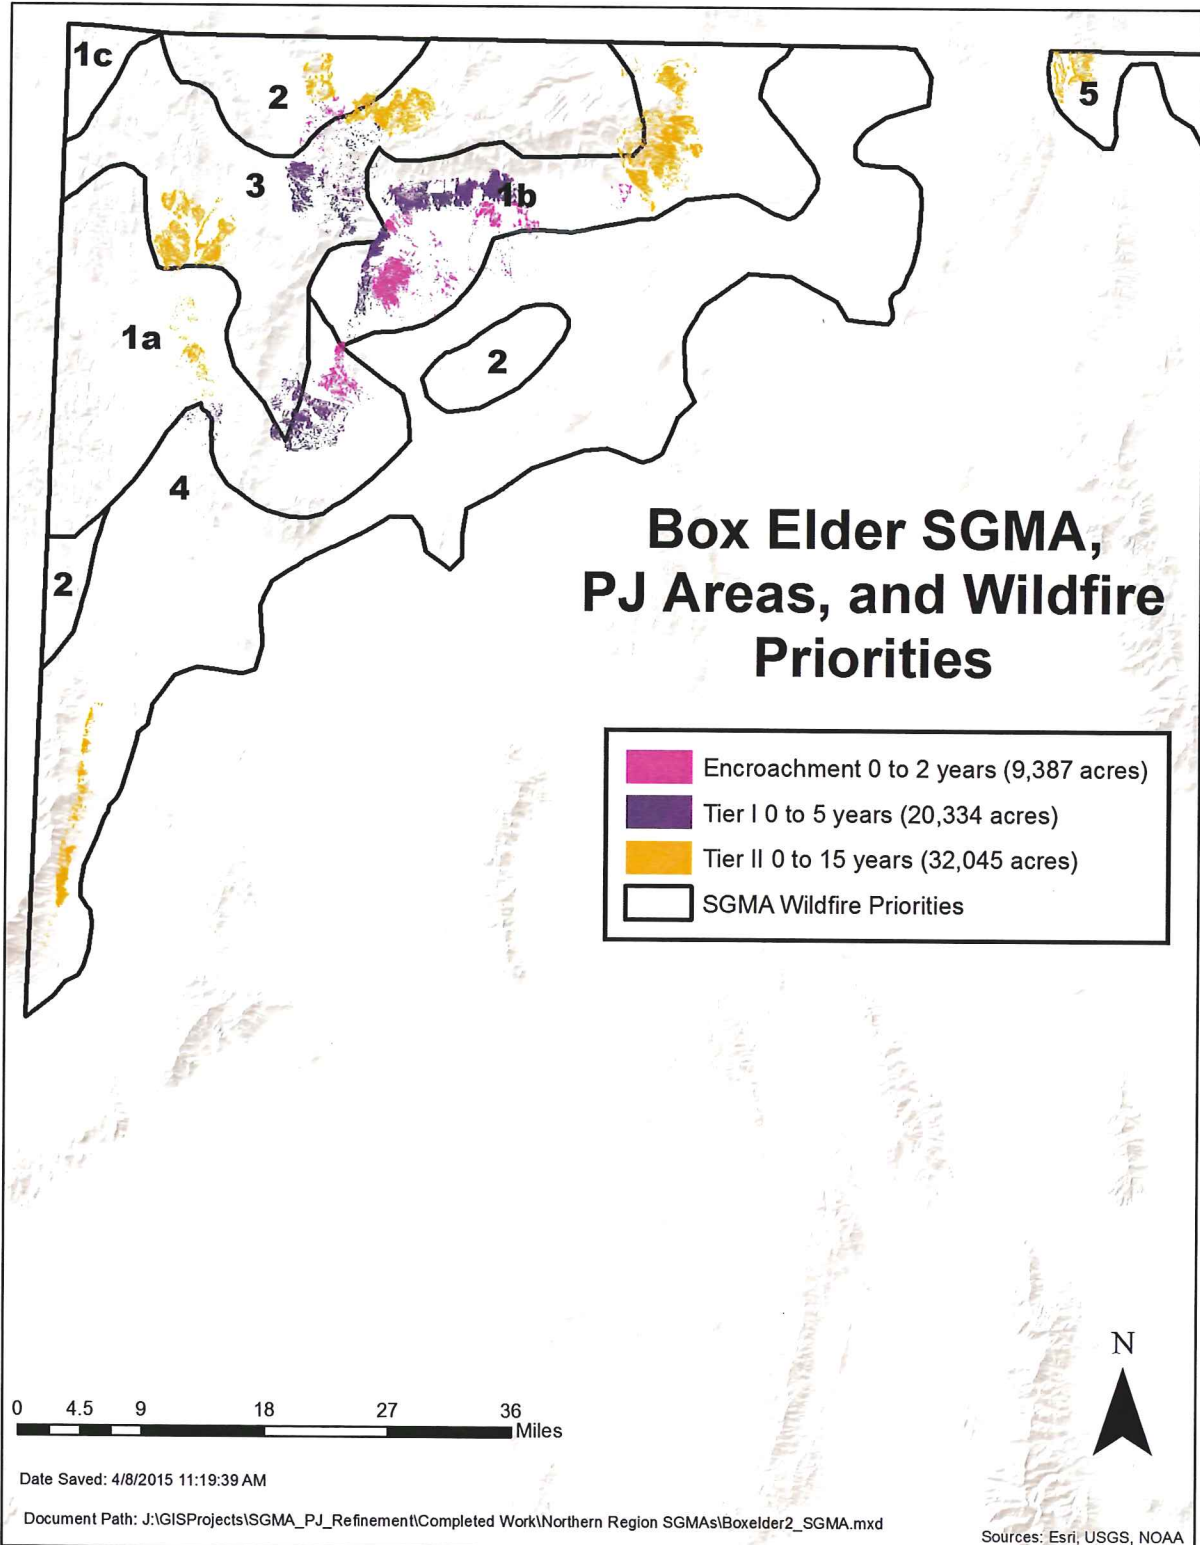 1c
2
5
3
1b
1a
2
4
2
Box Elder SGMA,
PJ Areas, and Wildfire
Priorities
Encroachment 0 to 2 years (9,387 acres)
Tier I 0 to 5 years (20,334 acres)
Tier II 0 to 15 years (32,045 acres)
SGMA Wildfire Priorities
N
0 4.5 9 18 27 36
Miles
Date Saved: 4/8/2015 11:19:39 AM
Document Path: J:\GISProjects\SGMA_PJ_Refinement\Completed Work\Northern Region SGMAs\Boxelder2_SGMA.mxd
Sources: Esri, USGS, NOAA